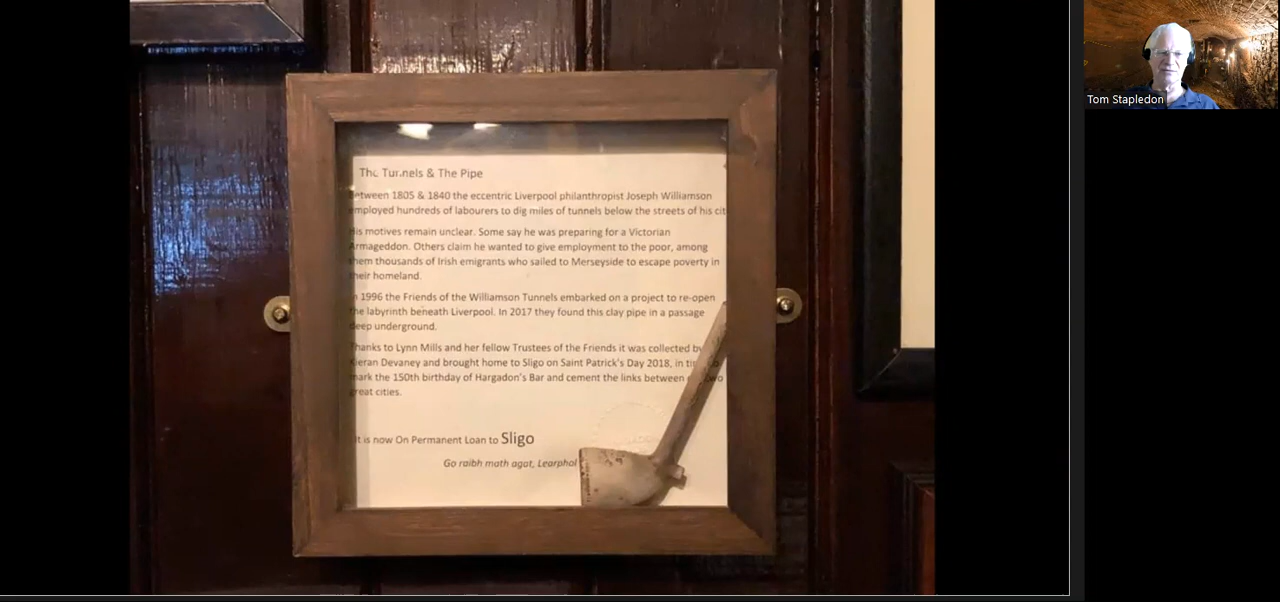 The Tunnels & The Pipe
Between 1805 & 1840 the eccentric Liverpool philanthropist Joseph Williamson
employed hundreds of labourers to dig miles of tunnels below the streets of his cit
His motives remain unclear. Some say he was preparing for a Victorian
Armageddon. Others claim he wanted to give employment to the poor, among
them thousands of Irish emigrants who sailed to Merseyside to escape poverty in
their homeland.
In 1996 the Friends of the Williamson Tunnels embarked on a project to re-open
the labyrinth beneath Liverpool. In 2017 they found this clay pipe in a passage
deep underground.
Thanks to Lynn Mills and her fellow Trustees of the Friends it was collected by
Kieran Devaney and brought home to Sligo on Saint Patrick's Day 2018, in
mark the 150th birthday of Hargadon's Bar and cement the links between two
great cities.
It is now On Permanent Loan to Sligo
Go raibh math agat, Learphol
Tom Stapledon